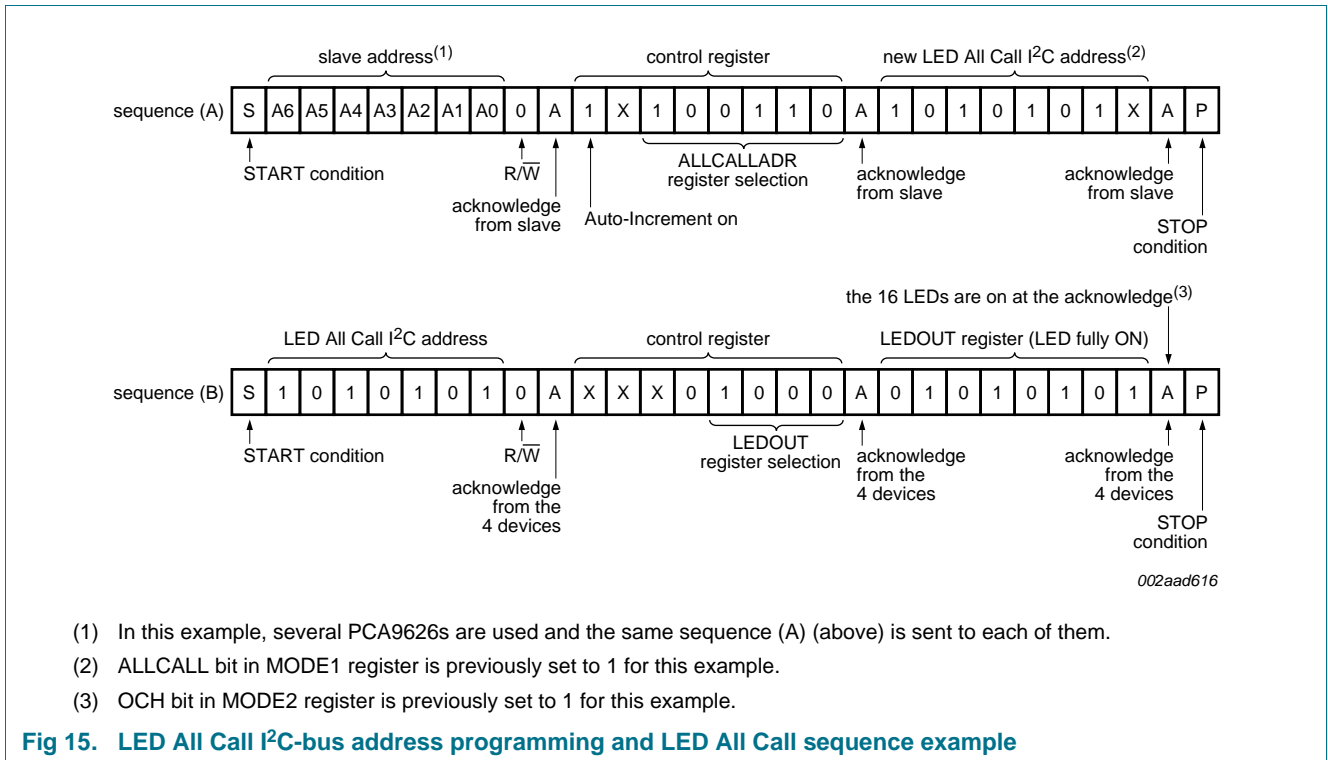 slave address(1) control register new LED All Call I2C address(2)
sequence (A) S A6 A5 A4 A3 A2 A1 A0 0 A 1 X 1 0 0 1 1 0 A 1 0 1 0 1 0 1 X A P
START condition R/W ALLCALLADR register selection acknowledge from slave acknowledge from slave
acknowledge from slave Auto-Increment on
STOP condition
the 16 LEDs are on at the acknowledge(3)
LED All Call I2C address control register LEDOUT register (LED fully ON)
sequence (B) S 1 0 1 0 1 0 1 0 A X X X 0 1 0 0 0 A 0 1 0 1 0 1 0 1 A P
START condition R/W LEDOUT register selection acknowledge from the 4 devices acknowledge from the 4 devices
acknowledge from the 4 devices
STOP condition
002aad616
(1) In this example, several PCA9626s are used and the same sequence (A) (above) is sent to each of them.
(2) ALLCALL bit in MODE1 register is previously set to 1 for this example.
(3) OCH bit in MODE2 register is previously set to 1 for this example.
Fig 15. LED All Call I2C-bus address programming and LED All Call sequence example